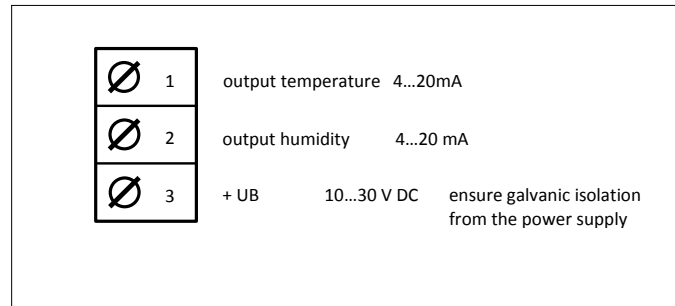 1 output temperature 4...20mA
2 output humidity 4...20 mA
3 + UB 10...30 V DC ensure galvanic isolation
from the power supply